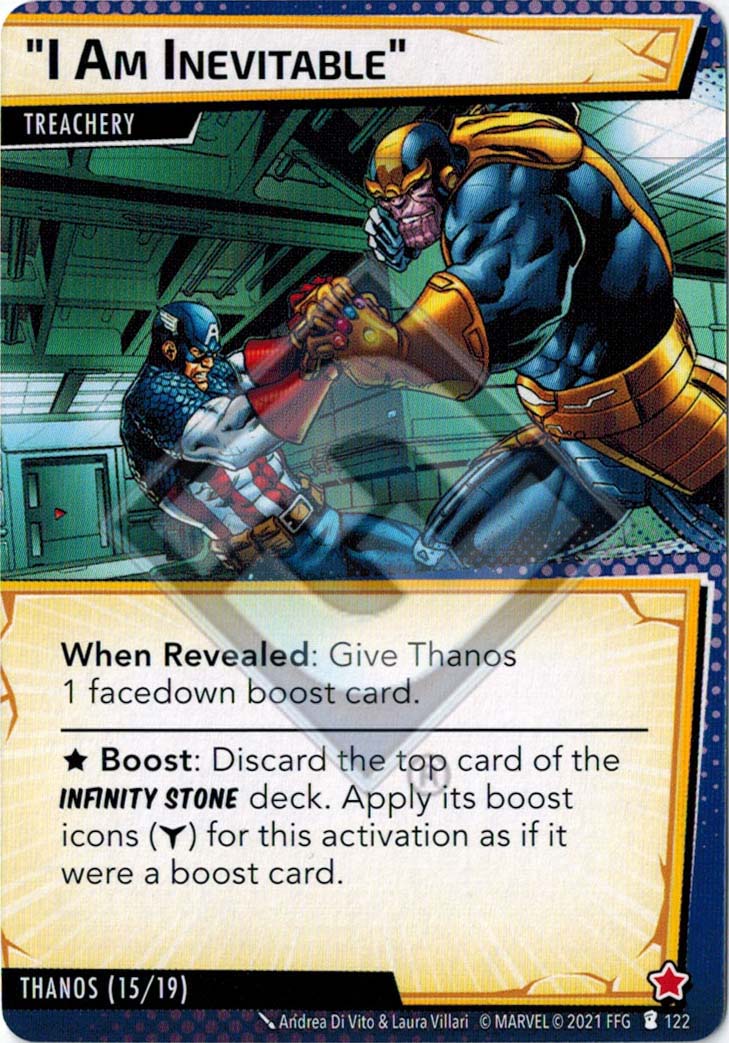 "I AM INEVITABLE"
TREACHERY
When Revealed: Give Thanos
1 facedown boost card.
★ Boost: Discard the top card of the
INFINITY STONE deck. Apply its boost
icons () for this activation as if it
were a boost card.
THANOS (15/19)
Andrea Di Vito & Laura Villari © MARVEL © 2021 FFG 122
A
®